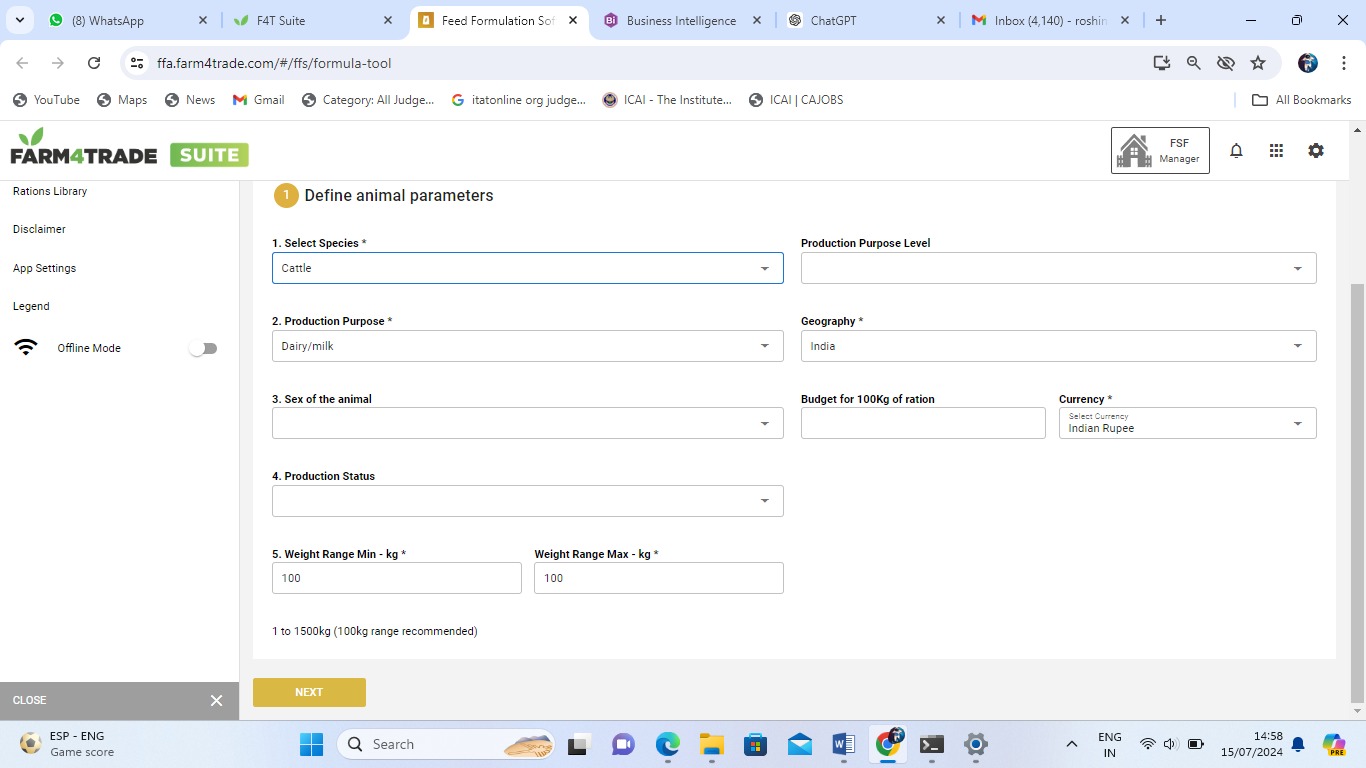 (8) WhatsApp
F4T Suite
Feed Formulation Sof
Business Intelligence
ChatGPT
Inbox (4,140) - roshin
ffa.farm4trade.com/#/ffs/formula-tool
YouTube
Maps
News
Gmail
Category: All Judge...
itatonline org judge...
ICAI - The Institute...
ICAI | CAJOBS
All Bookmarks
FARM4TRADE SUITE
FSF
Manager
Rations Library
Disclaimer
App Settings
Legend
Offline Mode
CLOSE
1 Define animal parameters
1. Select Species *
Cattle
Production Purpose Level
2. Production Purpose *
Dairy/milk
Geography *
India
3. Sex of the animal
Budget for 100Kg of ration
Currency *
Select Currency
Indian Rupee
4. Production Status
5. Weight Range Min - kg *
100
Weight Range Max - kg *
100
1 to 1500kg (100kg range recommended)
NEXT
ESP - ENG
Game score
Search
ENG
IN
14:58
15/07/2024
PRE